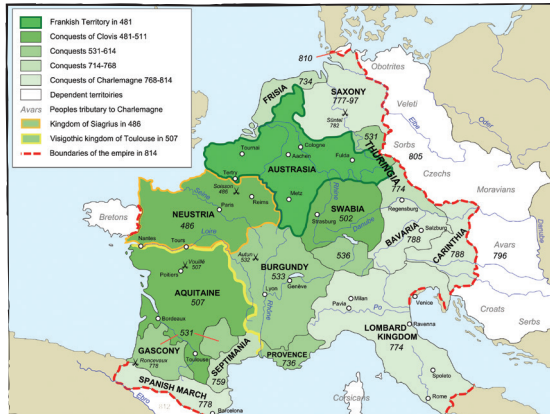 Frankish Territory in 481
Conquests of Clovis 481-511
Conquests 531-614
Conquests 714-768
Conquests of Charlemagne 768-814
Dependent territories
Avars Peoples tributary to Charlemagne
Kingdom of Siagrius in 486
Visigothic kingdom of Toulouse in 507
Boundaries of the empire in 814
810
Obotrites
FRISIA
734
SAXONY
777-97
Süntel
782
Veleti
Elbe
Oder
Tournai
Cologne
Aachen
Fulda
531
THURINGIA
Sorbs
805
Czechs
AUSTRASIA
Tertry
Soisson
486
Seine
Reims
Metz
Rhine
774
Moravians
Bretons
NEUSTRIA
486
Paris
SWABIA
502
Strasburg
Danube
Regensburg
Salzburg
BAVARIA
788
CARINTHIA
788
Danube
Avars
796
Nantes
Tours
Loire
Autun
532
536
Vouillé
507
Poitiers
BURGUNDY
533
Genève
Lyon
Rhône
AQUITAINE
507
Bordeaux
Milan
Pavia
Venice
Po
Croats
Serbs
531
Ravenna
LOMBARD
KINGDOM
774
GASCONY
Roncevaux
778
Toulouse
SEPTIMANIA
759
PROVENCE
736
SPANISH MARCH
778
Ebro
812
Barcelona
Corsicans
Spoleto
Rome